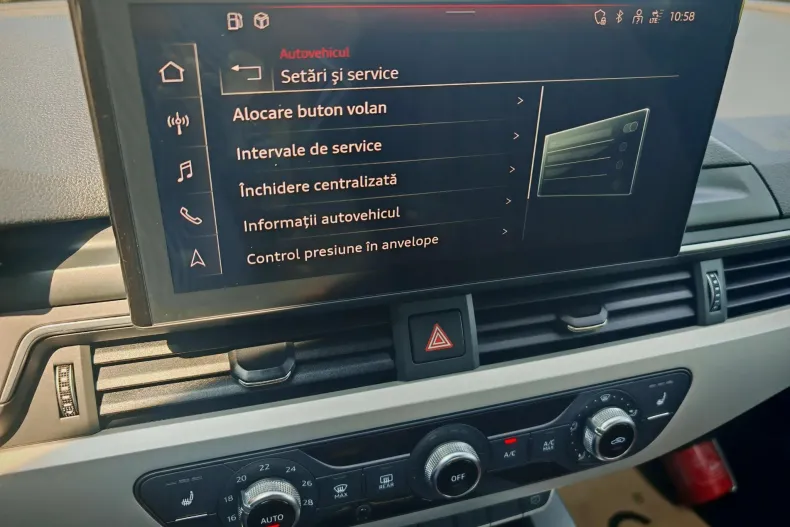 10:58
LTE
Autovehicul
Setări și service
Alocare buton volan
Intervale de service
Închidere centralizată
Informații autovehicul
Control presiune în anvelope
16
18
20
22
24
26
28
AUTO
MAX
REAR
OFF
A/C
A/C
MAX